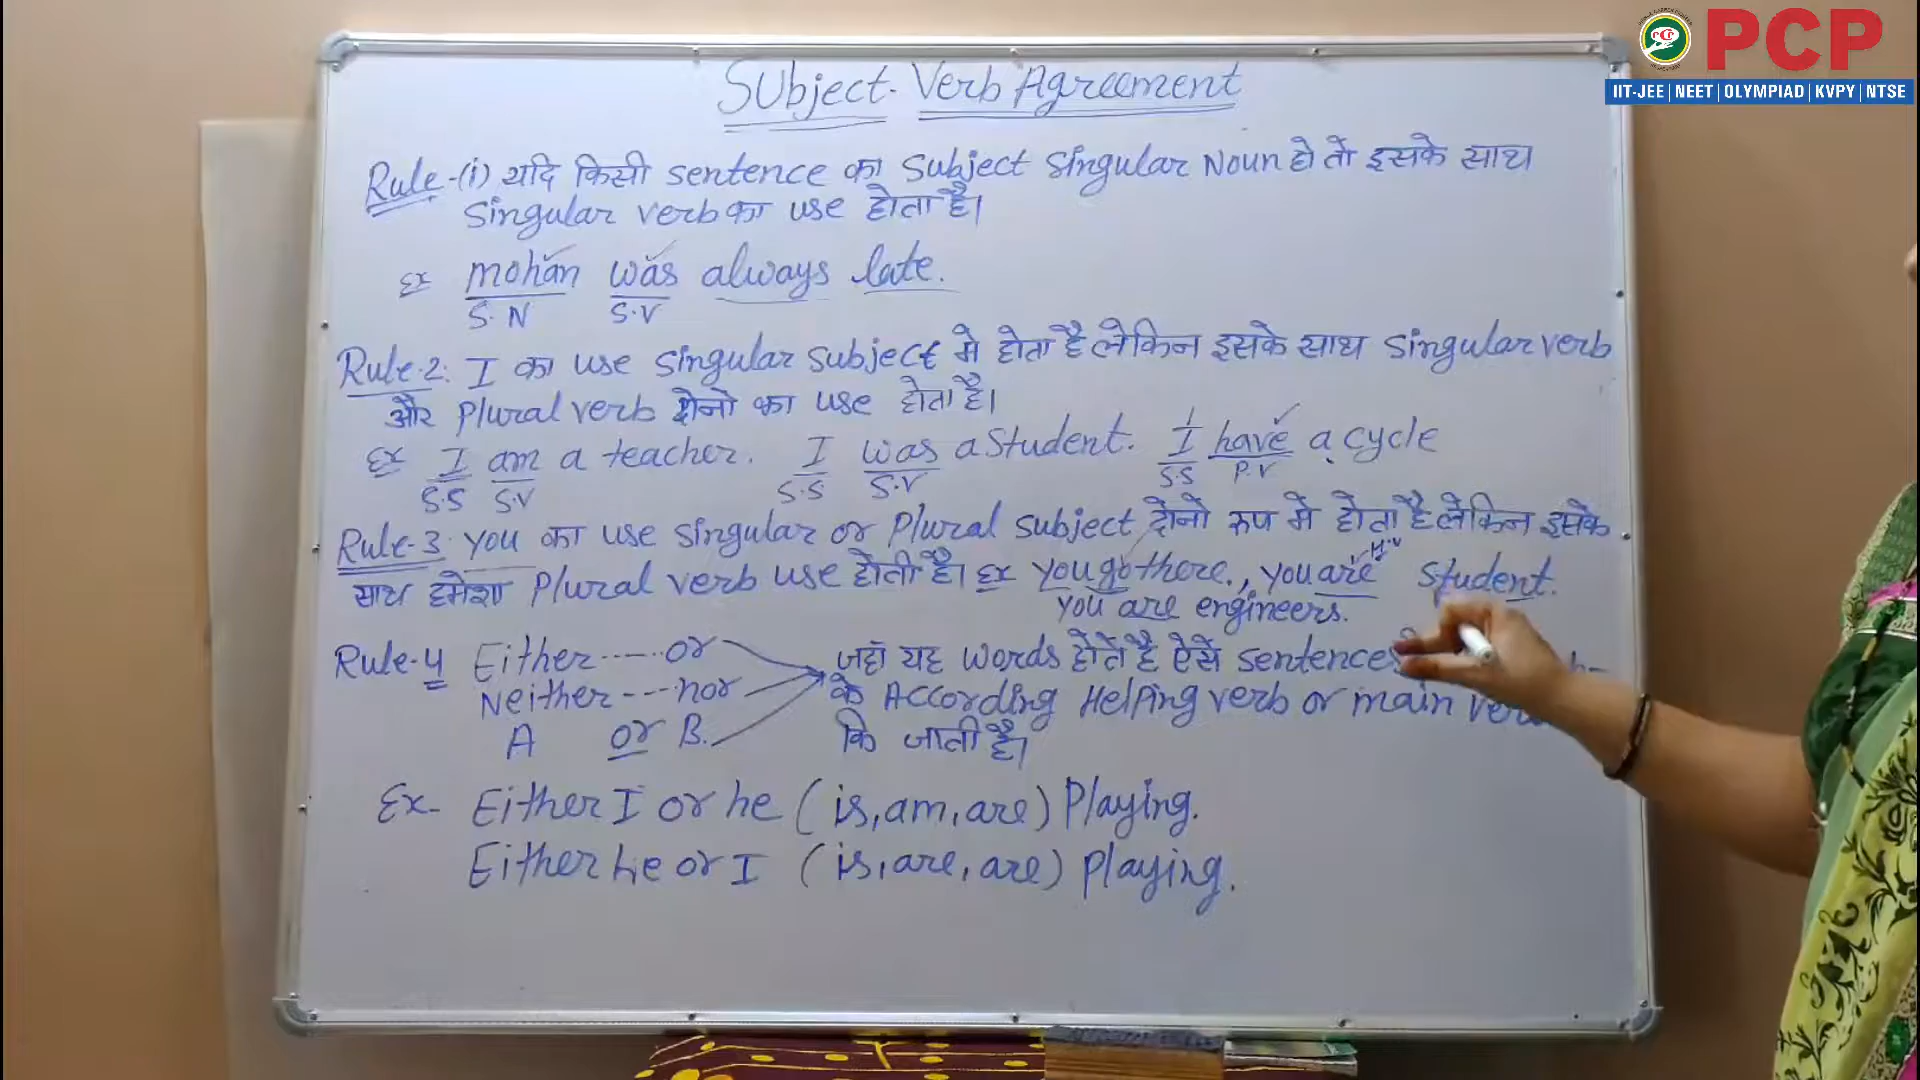 PCP
PCP
IIT-JEE | NEET | OLYMPIAD | KVPY | NTSE
Subject-Verb Agreement
Rule-(i) यदि किसी sentence का subject singular Noun हो तो इसके साथ
singular verb का use होता है।
Ex mohan was always late.
S.N S.V
Rule-2: I का use singular subject मे होता है लेकिन इसके साथ singular verb
और Plural verb दोनो का use होता है।
Ex I am a teacher. I was a Student. I have a cycle
S.S S.V S.S S.V S.S P.V
Rule-3 you का use singular or Plural subject दोनो रुप मे होता है लेकिन इसके
साथ हमेशा Plural verb use होती है। Ex you go there., you are H.V student.
you are engineers.
Rule-4 Either.....or जहाँ यह words होते है ऐसे sentences
Neither ---.nor के According Helping verb or main
A or B. कि जाती है।
Ex- Either I or he (is, am, are) Playing.
Either he or I (is, are, are) Playing.